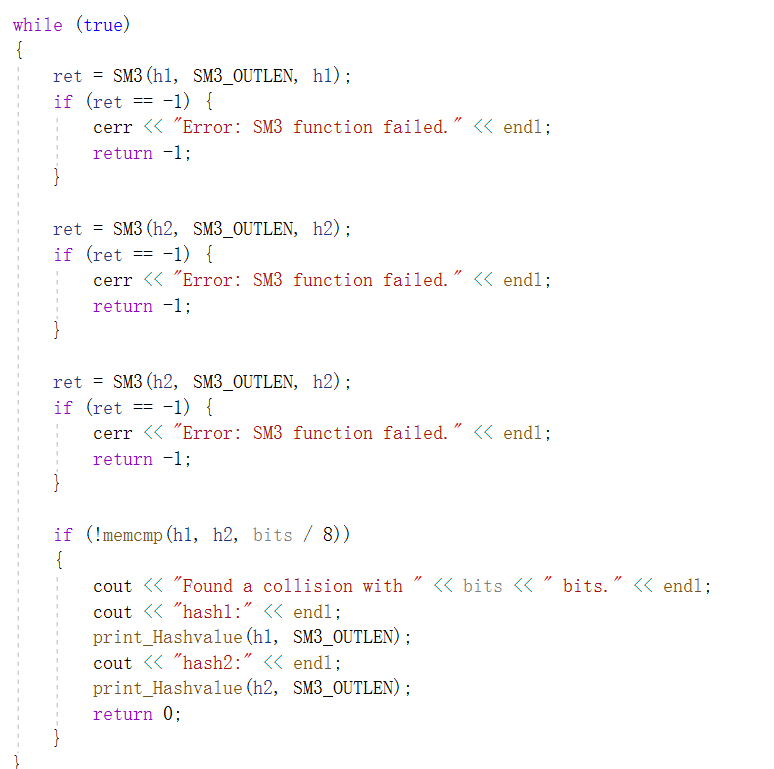 while (true)
{
    ret = SM3(h1, SM3_OUTLEN, h1);
    if (ret == -1) {
        cerr << "Error: SM3 function failed." << endl;
        return -1;
    }

    ret = SM3(h2, SM3_OUTLEN, h2);
    if (ret == -1) {
        cerr << "Error: SM3 function failed." << endl;
        return -1;
    }

    ret = SM3(h2, SM3_OUTLEN, h2);
    if (ret == -1) {
        cerr << "Error: SM3 function failed." << endl;
        return -1;
    }

    if (!memcmp(h1, h2, bits / 8))
    {
        cout << "Found a collision with " << bits << " bits." << endl;
        cout << "hash1:" << endl;
        print_Hashvalue(h1, SM3_OUTLEN);
        cout << "hash2:" << endl;
        print_Hashvalue(h2, SM3_OUTLEN);
        return 0;
    }
}